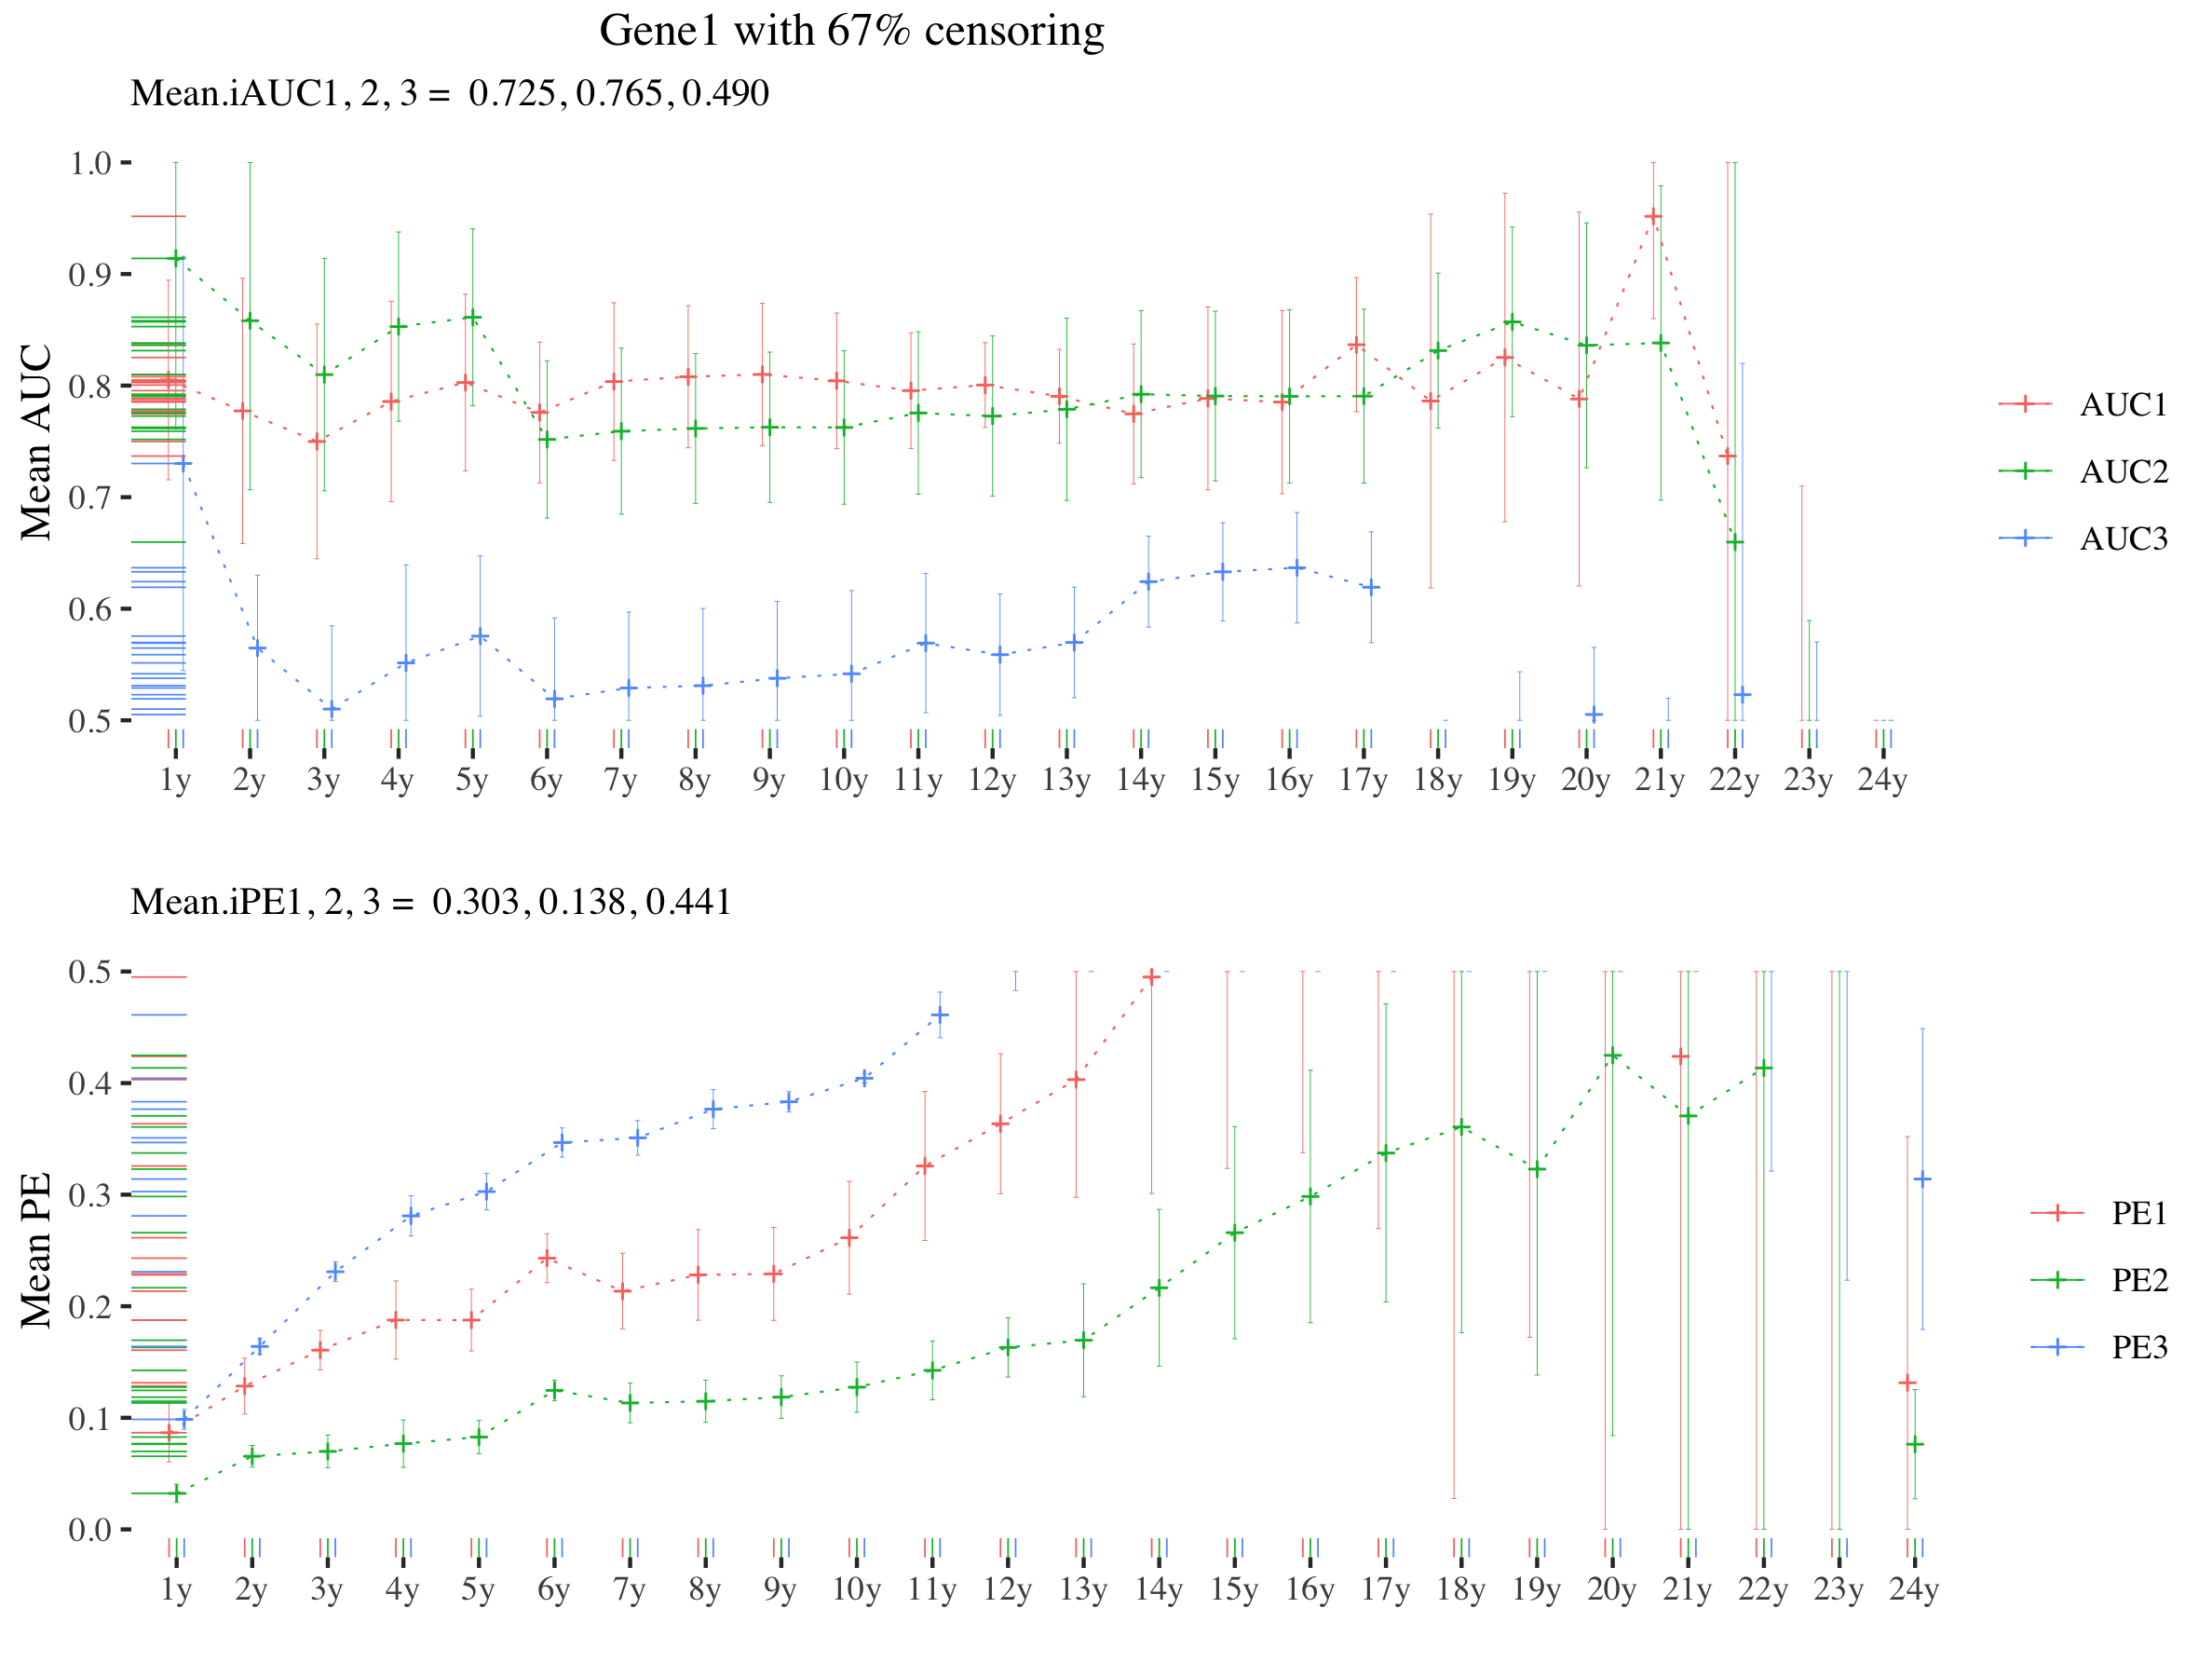 Gene1 with 67% censoring
Mean.iAUC1, 2, 3 = 0.725, 0.765, 0.490
Mean AUC
1.0
0.9
0.8
0.7
0.6
0.5
1y 2y 3y 4y 5y 6y 7y 8y 9y 10y 11y 12y 13y 14y 15y 16y 17y 18y 19y 20y 21y 22y 23y 24y
AUC1
AUC2
AUC3
Mean.iPE1, 2, 3 = 0.303, 0.138, 0.441
Mean PE
0.5
0.4
0.3
0.2
0.1
0.0
1y 2y 3y 4y 5y 6y 7y 8y 9y 10y 11y 12y 13y 14y 15y 16y 17y 18y 19y 20y 21y 22y 23y 24y
PE1
PE2
PE3